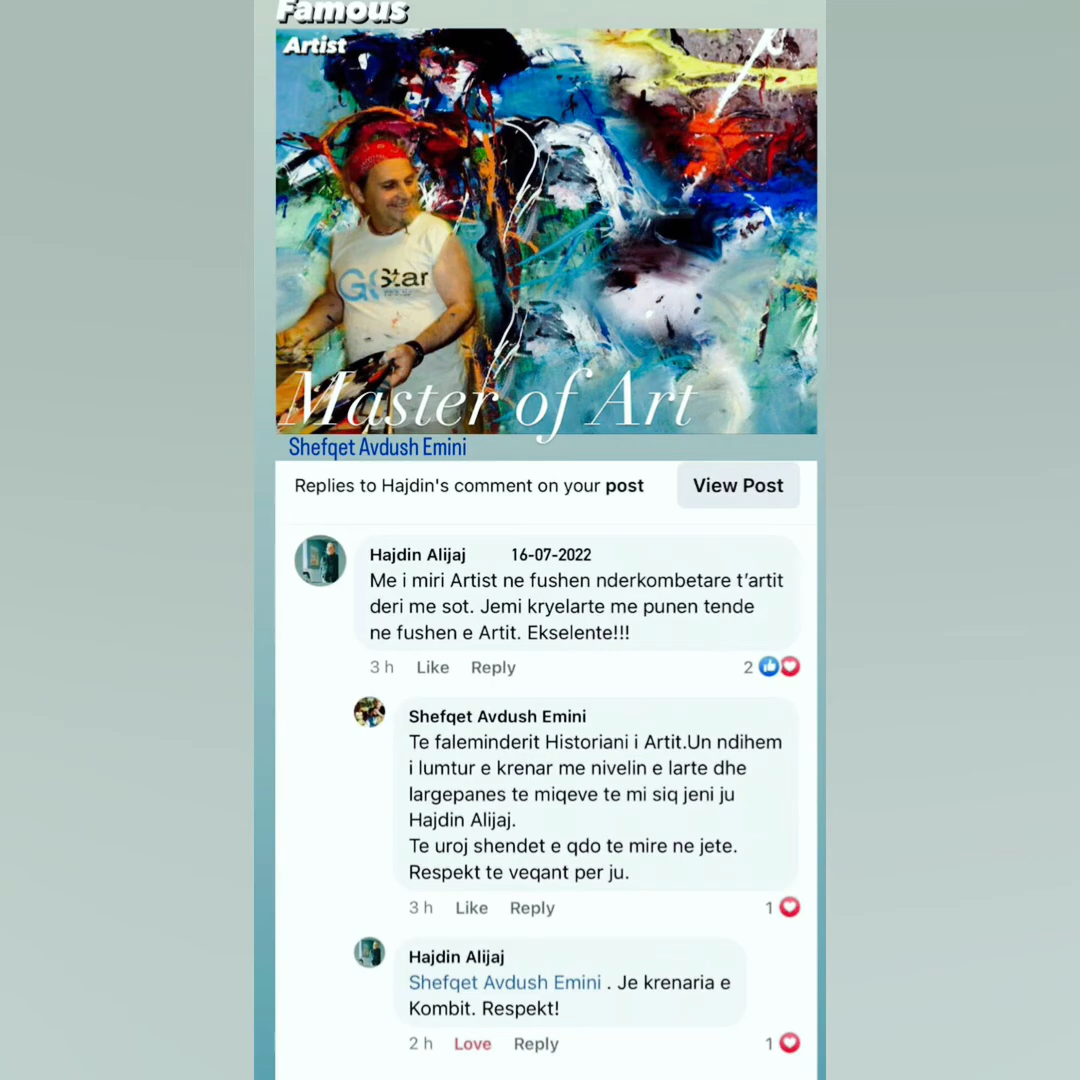 Famous
Artist
GStar
Master of Art
Shefqet Avdush Emini
Replies to Hajdin's comment on your post
View Post
Hajdin Alijaj 16-07-2022
Me i miri Artist ne fushen nderkombetare t'artit
deri me sot. Jemi kryelarte me punen tende
ne fushen e Artit. Ekselente!!!
3 h Like Reply 2
Shefqet Avdush Emini
Te faleminderit Historiani i Artit.Un ndihem
i lumtur e krenar me nivelin e larte dhe
largepanes te miqeve te mi siq jeni ju
Hajdin Alijaj.
Te uroj shendet e qdo te mire ne jete.
Respekt te veqant per ju.
3 h Like Reply 1
Hajdin Alijaj
Shefqet Avdush Emini . Je krenaria e
Kombit. Respekt!
2 h Love Reply 1